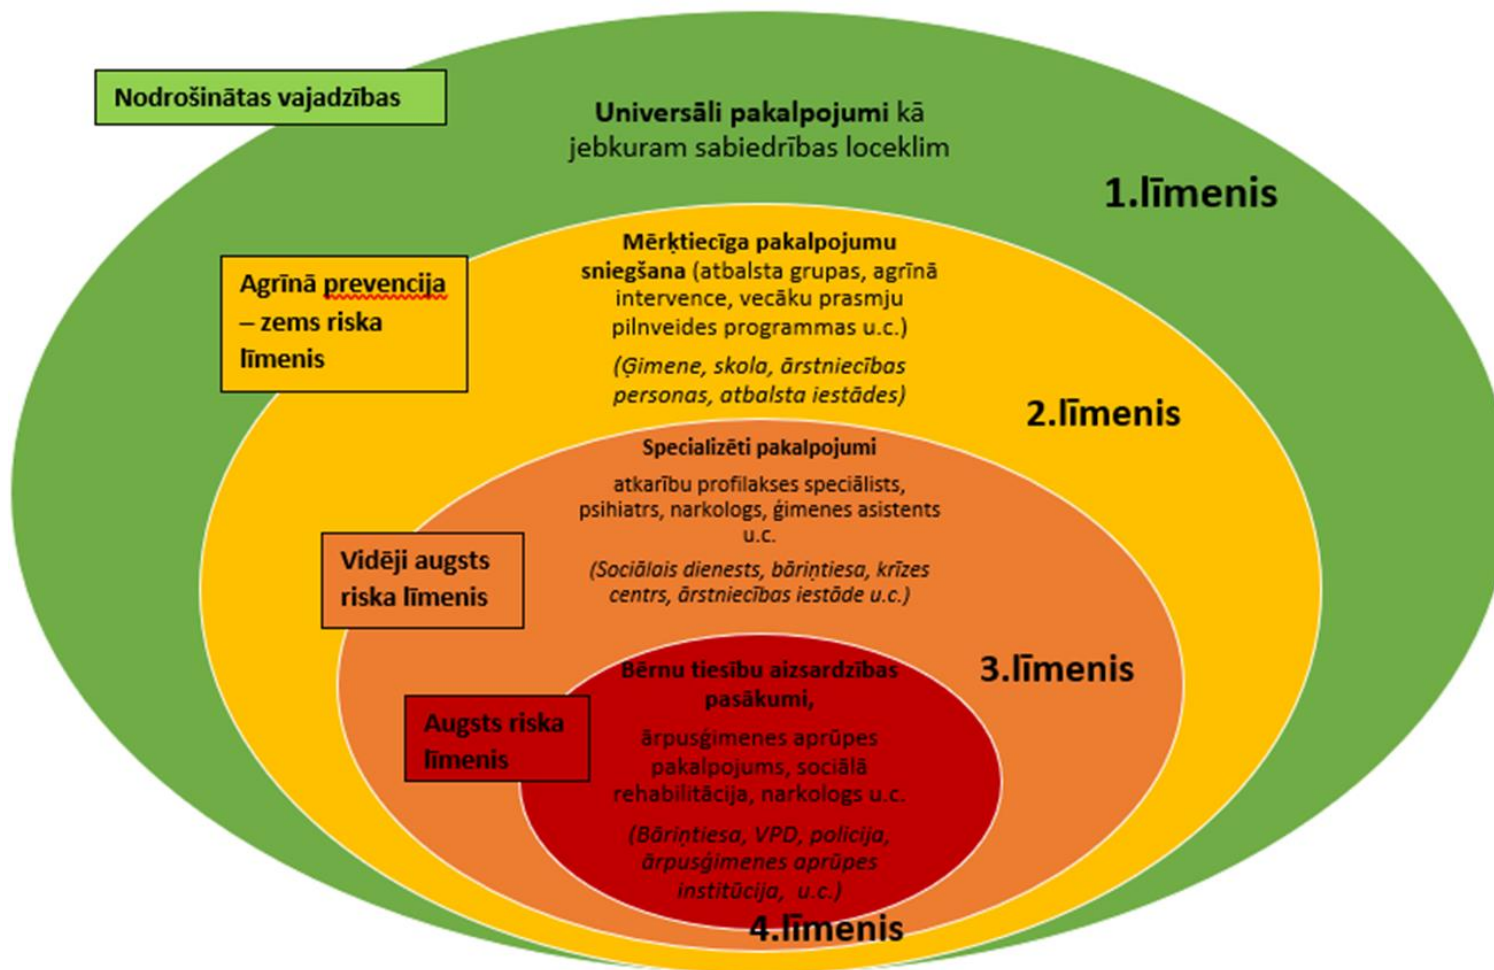 Nodrošinātas vajadzības
Universāli pakalpojumi kā
jebkuram sabiedrības loceklim
1.līmenis
Agrīnā prevencija
– zems riska
līmenis
Mērķtiecīga pakalpojumu
sniegšana (atbalsta grupas, agrīnā
intervence, vecāku prasmju
pilnveides programmas u.c.)
(Ģimene, skola, ārstniecības
personas, atbalsta iestādes)
2.līmenis
Vidēji augsts
riska līmenis
Specializēti pakalpojumi
atkarību profilakses speciālists,
psihiatrs, narkologs, ģimenes asistents
u.c.
(Sociālais dienests, bāriņtiesa, krīzes
centrs, ārstniecības iestāde u.c.)
3.līmenis
Augsts riska
līmenis
Bērnu tiesību aizsardzības
pasākumi,
ārpusģimenes aprūpes
pakalpojums, sociālā
rehabilitācija, narkologs u.c.
(Bāriņtiesa, VPD, policija,
ārpusģimenes aprūpes
institūcija,  u.c.)
4.līmenis